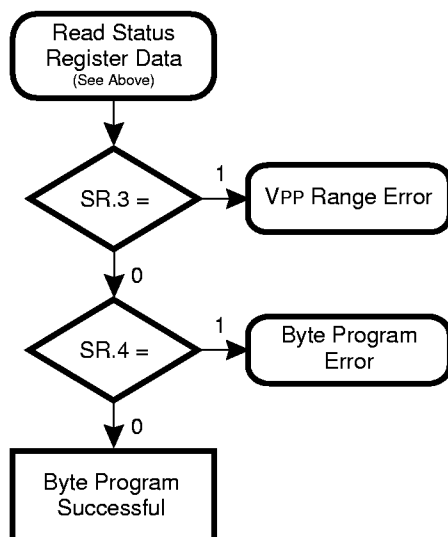 Read Status
Register Data
(See Above)
SR.3 =
1
VPP Range Error
0
SR.4 =
1
Byte Program
Error
0
Byte Program
Successful